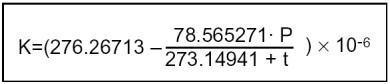 K=(276.26713 – 78.565271· P / 273.14941 + t ) × 10-6